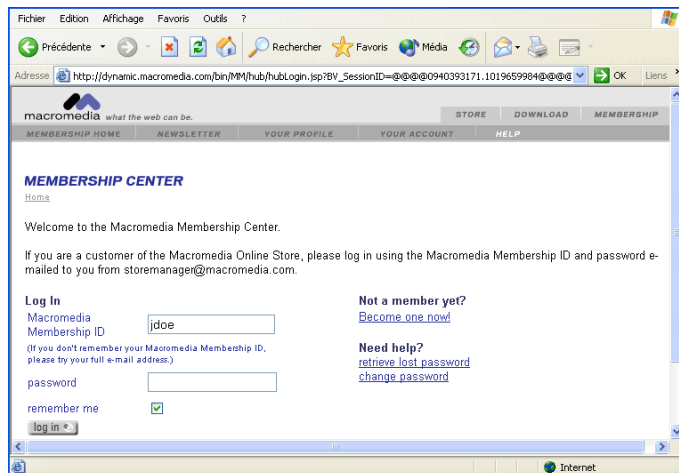 Fichier Edition Affichage Favoris Outils ?
Précédente Rechercher Favoris Média
Adresse http://dynamic.macromedia.com/bin/MM/hub/hubLogin.jsp?BV_SessionID=@@@@0940393171.1019659984@@@@ OK Liens
macromedia what the web can be.
STORE DOWNLOAD MEMBERSHIP
MEMBERSHIP HOME NEWSLETTER YOUR PROFILE YOUR ACCOUNT HELP
MEMBERSHIP CENTER
Home
Welcome to the Macromedia Membership Center.
If you are a customer of the Macromedia Online Store, please log in using the Macromedia Membership ID and password e-
mailed to you from storemanager@macromedia.com.
Log In
Macromedia
Membership ID
jdoe
(If you don't remember your Macromedia Membership ID,
please try your full e-mail address.)
password
remember me
log in
Not a member yet?
Become one now!
Need help?
retrieve lost password
change password
Internet